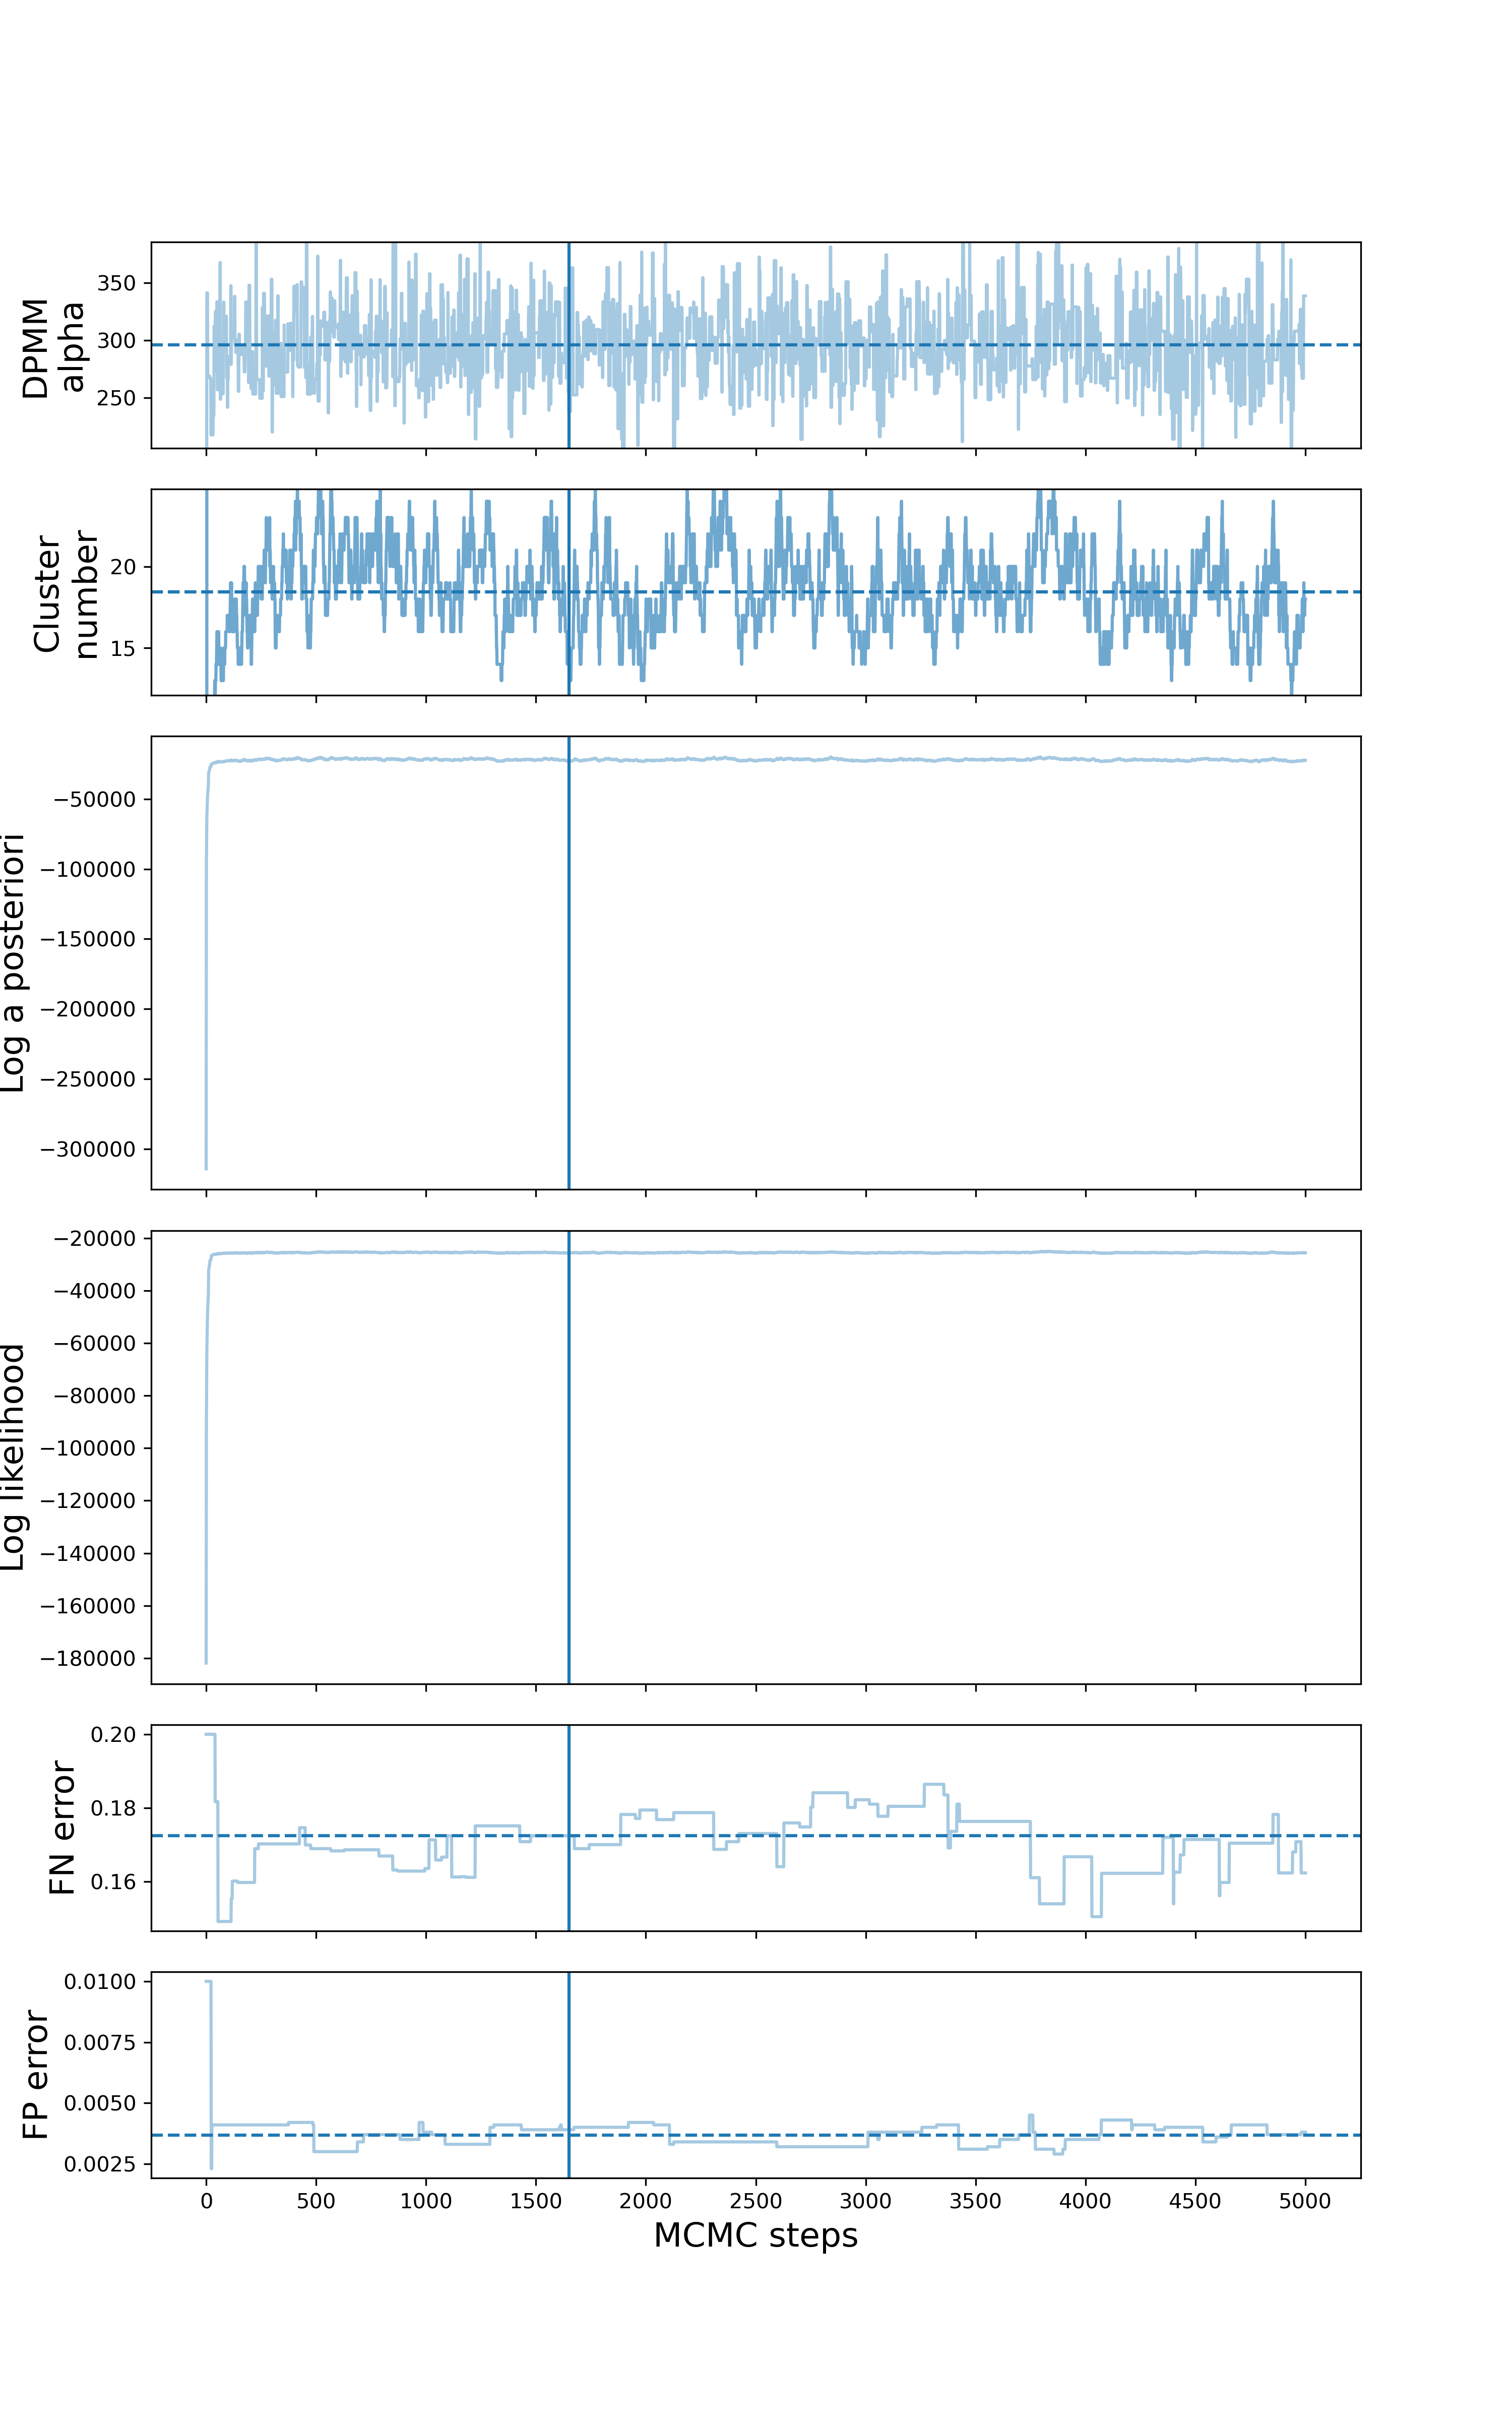 DPMM
alpha
350
300
250
Cluster
number
20
15
Log a posteriori
−50000
−100000
−150000
−200000
−250000
−300000
Log likelihood
−20000
−40000
−60000
−80000
−100000
−120000
−140000
−160000
−180000
FN error
0.20
0.18
0.16
FP error
0.0100
0.0075
0.0050
0.0025
0 500 1000 1500 2000 2500 3000 3500 4000 4500 5000
MCMC steps